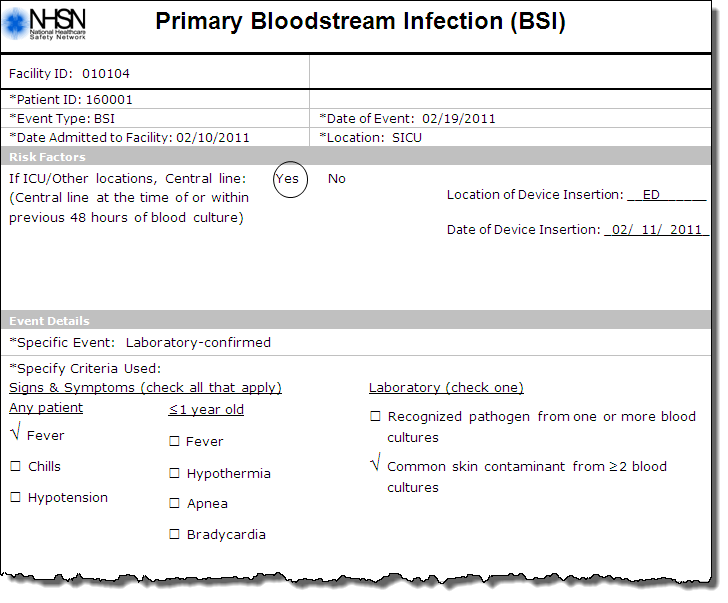 NHSN
National Healthcare
Safety Network
Primary Bloodstream Infection (BSI)
Facility ID: 010104
*Patient ID: 160001
*Event Type: BSI *Date of Event: 02/19/2011
*Date Admitted to Facility: 02/10/2011 *Location: SICU
Risk Factors
If ICU/Other locations, Central line: Yes No
(Central line at the time of or within
previous 48 hours of blood culture)
Location of Device Insertion: __ED______
Date of Device Insertion: _02/ 11/ 2011_
Event Details
*Specific Event: Laboratory-confirmed
*Specify Criteria Used:
Signs & Symptoms (check all that apply) Laboratory (check one)
Any patient ≤1 year old
√ Fever ☐ Fever
☐ Chills ☐ Hypothermia
☐ Hypotension ☐ Apnea
☐ Bradycardia
☐ Recognized pathogen from one or more blood
cultures
√ Common skin contaminant from ≥2 blood
cultures